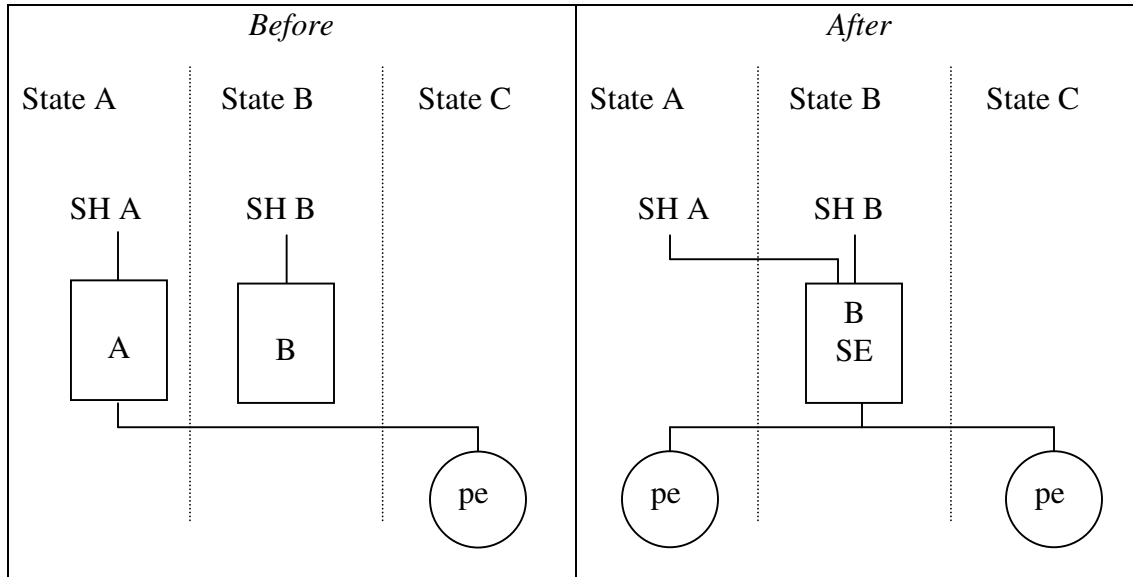 Before
State A State B State C
SH A SH B
A B
pe
After
State A State B State C
SH A SH B
B
SE
pe pe